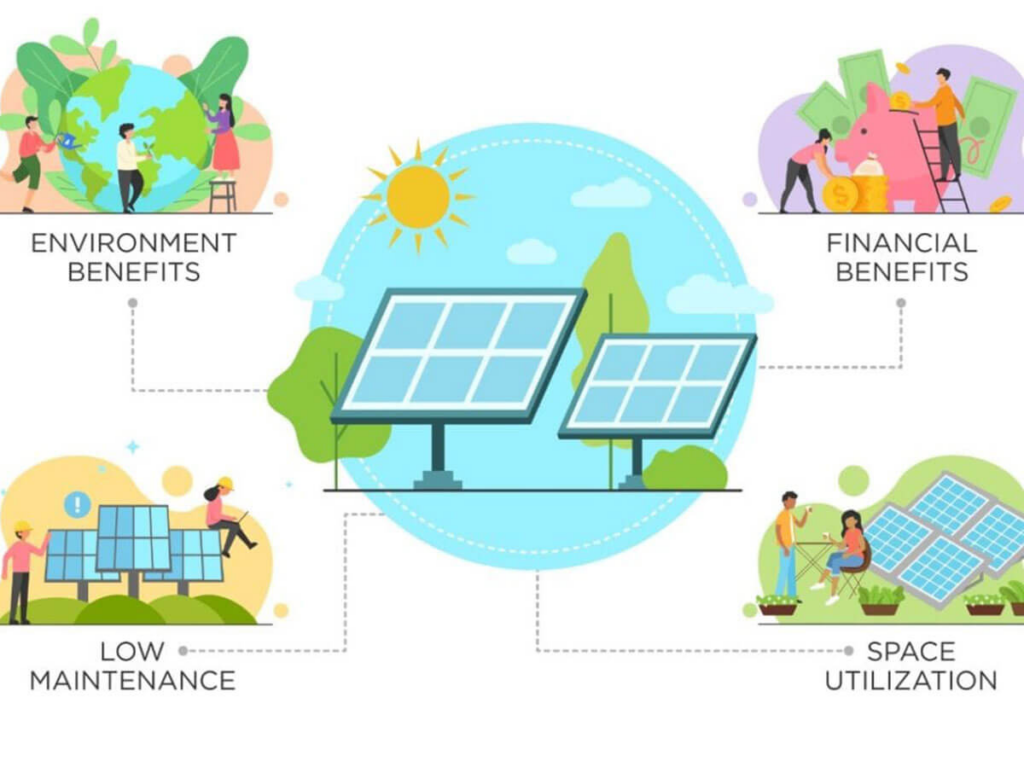 ENVIRONMENT
BENEFITS
FINANCIAL
BENEFITS
LOW
MAINTENANCE
SPACE
UTILIZATION